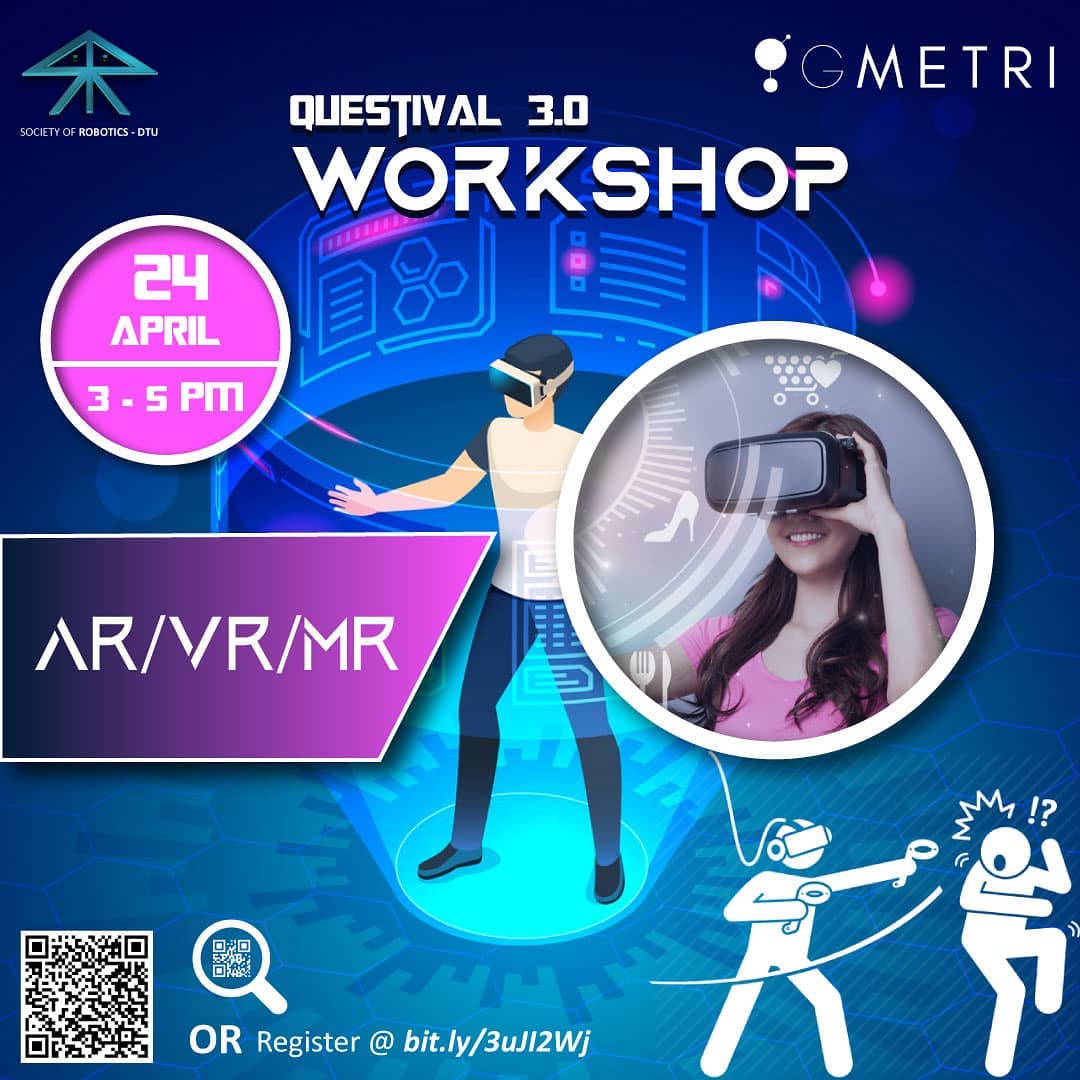 SOCIETY OF ROBOTICS - DTU
GMETRI
QUESTIVAL 3.0
WORKSHOP
24
APRIL
3 - 5 PM
AR/VR/MR
!?
OR Register @ bit.ly/3uJI2Wj